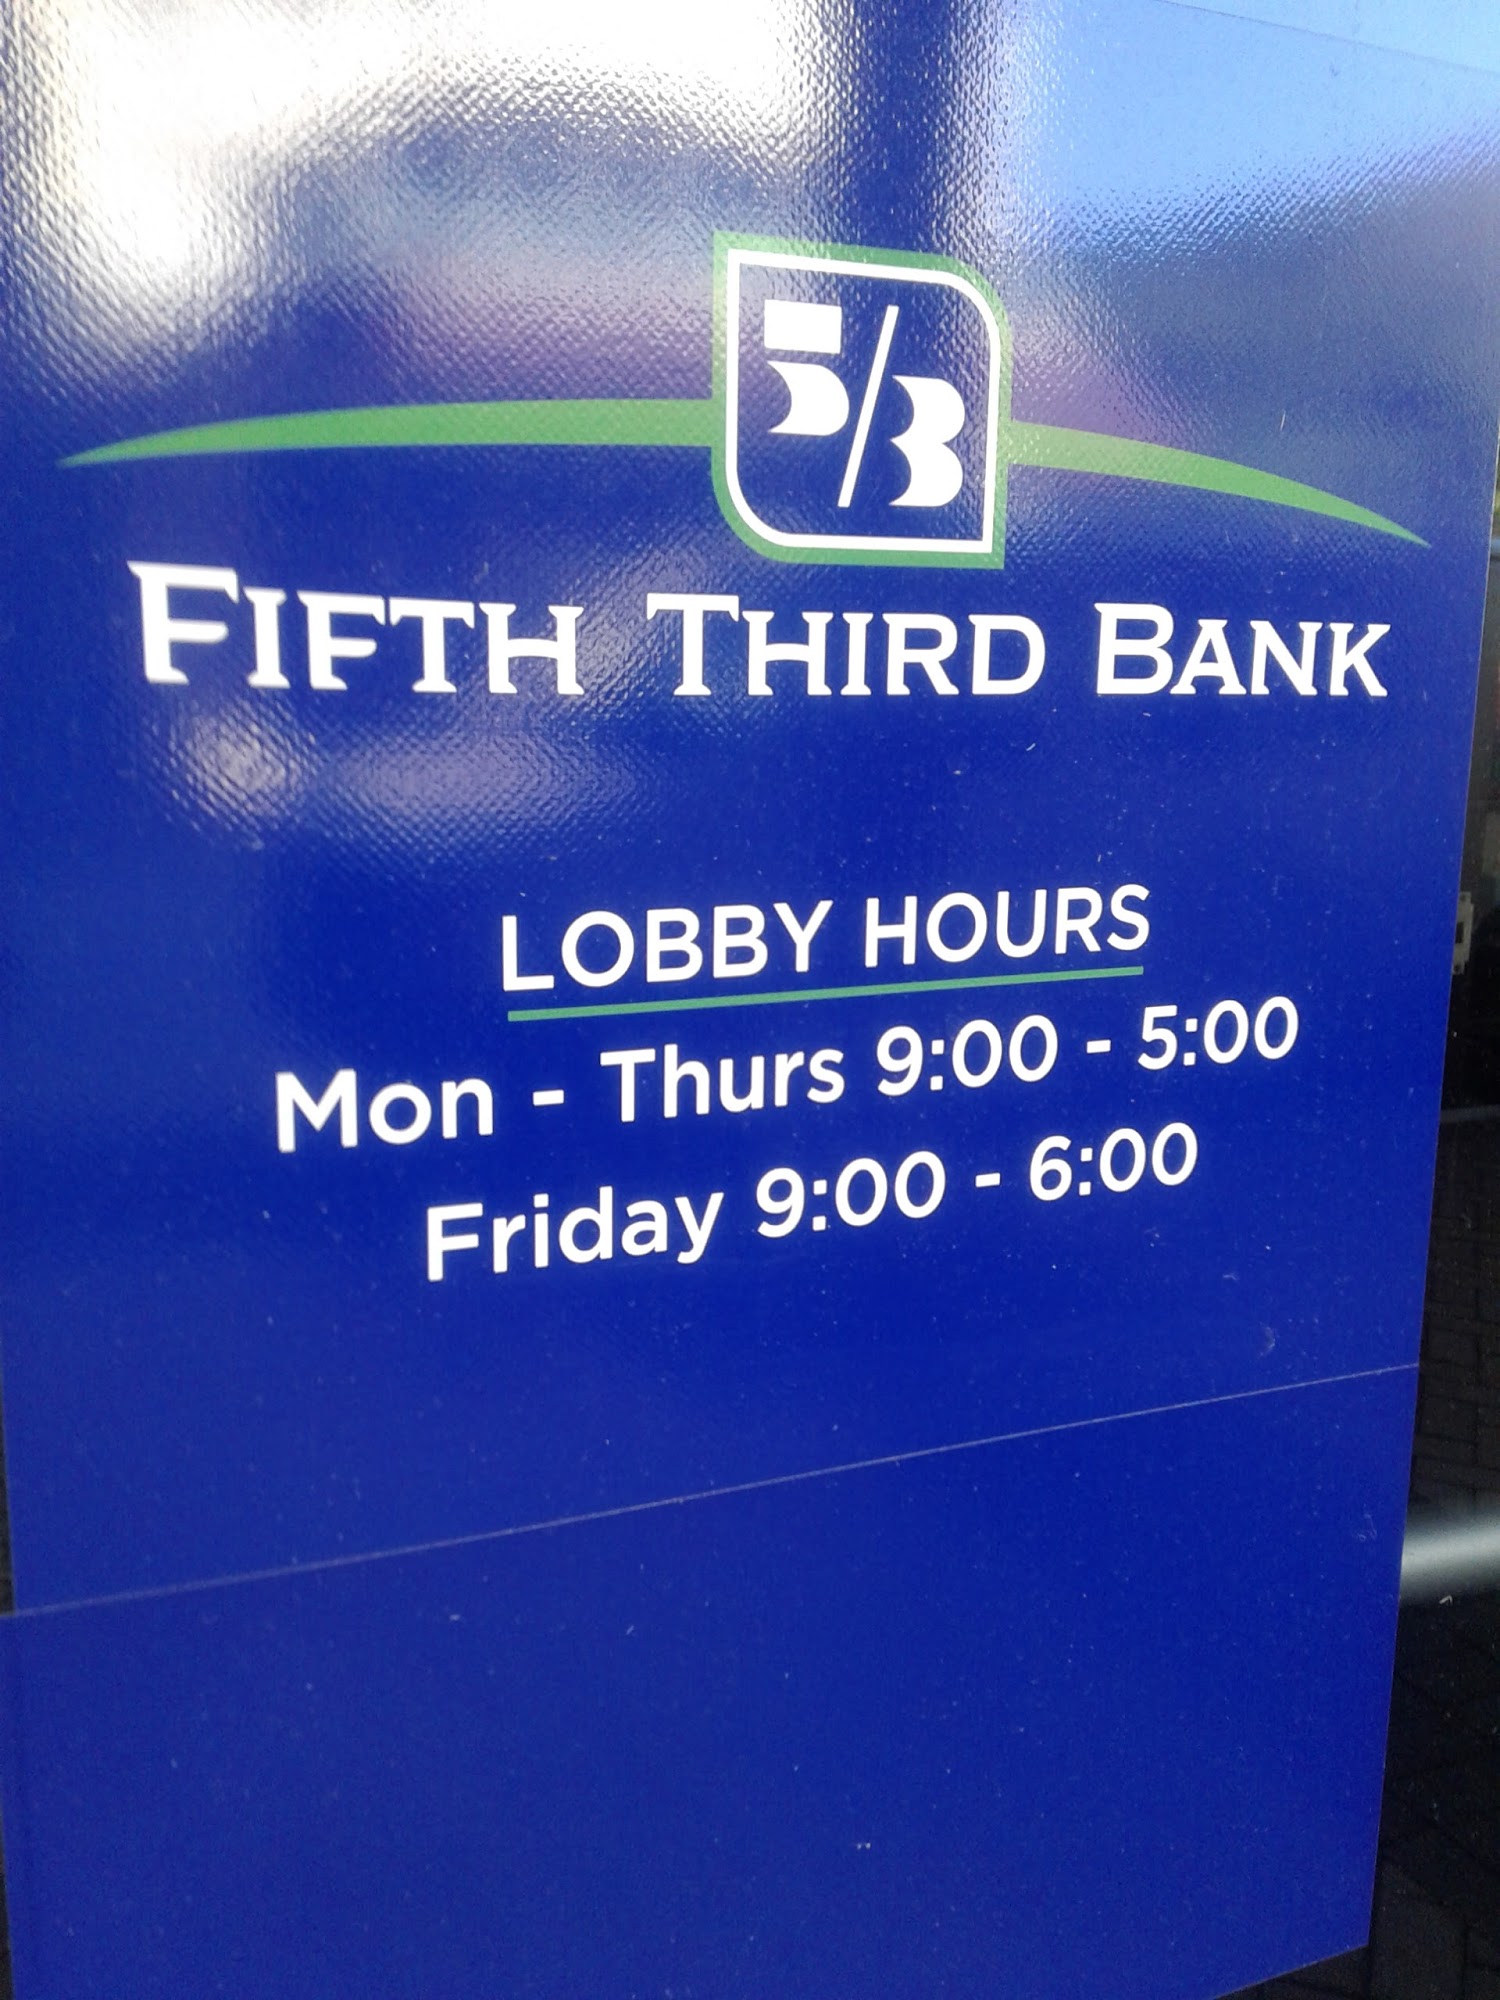 5/3
FIFTH THIRD BANK
LOBBY HOURS
Mon - Thurs 9:00 - 5:00
Friday 9:00 - 6:00